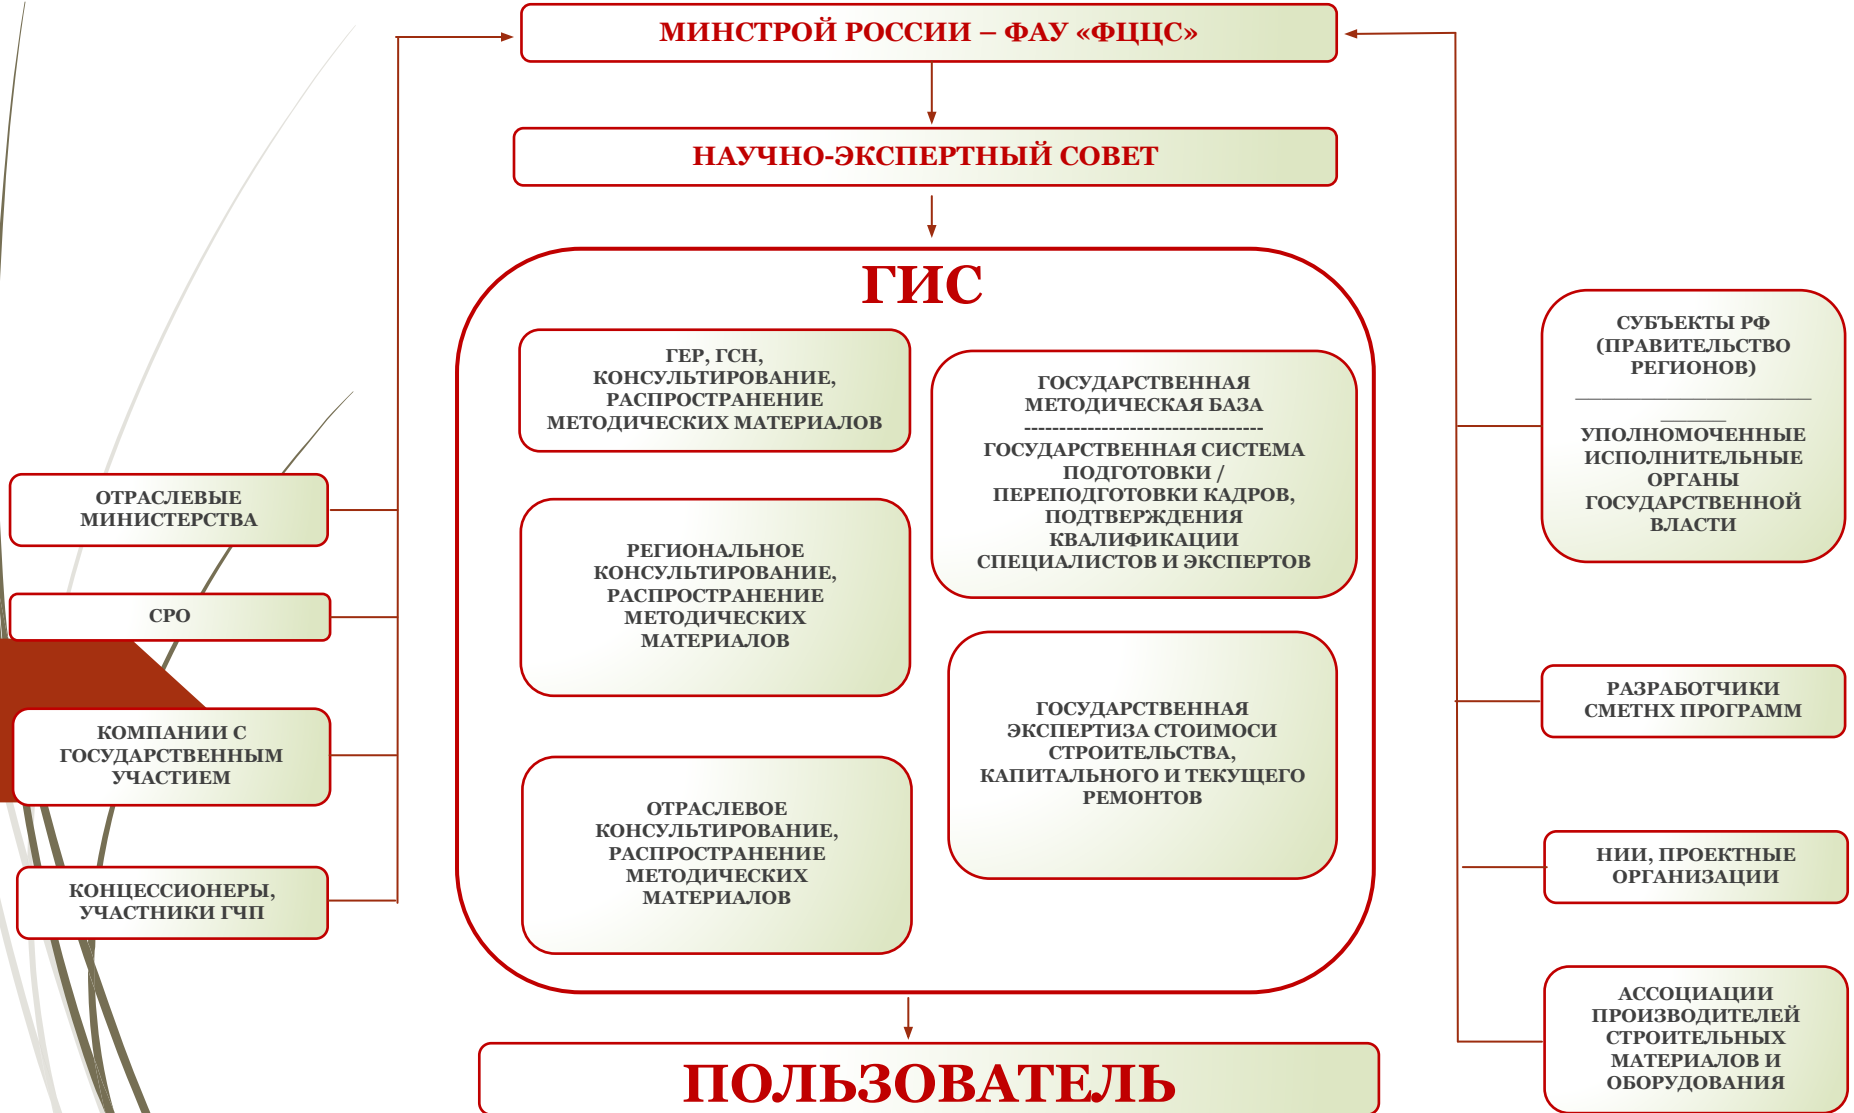 МИНСТРОЙ РОССИИ – ФАУ «ФЦЦС»
НАУЧНО-ЭКСПЕРТНЫЙ СОВЕТ
ГИС
ГЕР, ГСН,
КОНСУЛЬТИРОВАНИЕ,
РАСПРОСТРАНЕНИЕ
МЕТОДИЧЕСКИХ МАТЕРИАЛОВ
РЕГИОНАЛЬНОЕ
КОНСУЛЬТИРОВАНИЕ,
РАСПРОСТРАНЕНИЕ
МЕТОДИЧЕСКИХ
МАТЕРИАЛОВ
ОТРАСЛЕВОЕ
КОНСУЛЬТИРОВАНИЕ,
РАСПРОСТРАНЕНИЕ
МЕТОДИЧЕСКИХ
МАТЕРИАЛОВ
ГОСУДАРСТВЕННАЯ
МЕТОДИЧЕСКАЯ БАЗА
----------------------------------
ГОСУДАРСТВЕННАЯ СИСТЕМА
ПОДГОТОВКИ /
ПЕРЕПОДГОТОВКИ КАДРОВ,
ПОДТВЕРЖДЕНИЯ
КВАЛИФИКАЦИИ
СПЕЦИАЛИСТОВ И ЭКСПЕРТОВ
ГОСУДАРСТВЕННАЯ
ЭКСПЕРТИЗА СТОИМОСИ
СТРОИТЕЛЬСТВА,
КАПИТАЛЬНОГО И ТЕКУЩЕГО
РЕМОНТОВ
ОТРАСЛЕВЫЕ
МИНИСТЕРСТВА
СРО
КОМПАНИИ С
ГОСУДАРСТВЕННЫМ
УЧАСТИЕМ
КОНЦЕССИОНЕРЫ,
УЧАСТНИКИ ГЧП
СУБЪЕКТЫ РФ
(ПРАВИТЕЛЬСТВО
РЕГИОНОВ)
УПОЛНОМОЧЕННЫЕ
ИСПОЛНИТЕЛЬНЫЕ
ОРГАНЫ
ГОСУДАРСТВЕННОЙ
ВЛАСТИ
РАЗРАБОТЧИКИ
СМЕТНХ ПРОГРАММ
НИИ, ПРОЕКТНЫЕ
ОРГАНИЗАЦИИ
АССОЦИАЦИИ
ПРОИЗВОДИТЕЛЕЙ
СТРОИТЕЛЬНЫХ
МАТЕРИАЛОВ И
ОБОРУДОВАНИЯ
ПОЛЬЗОВАТЕЛЬ